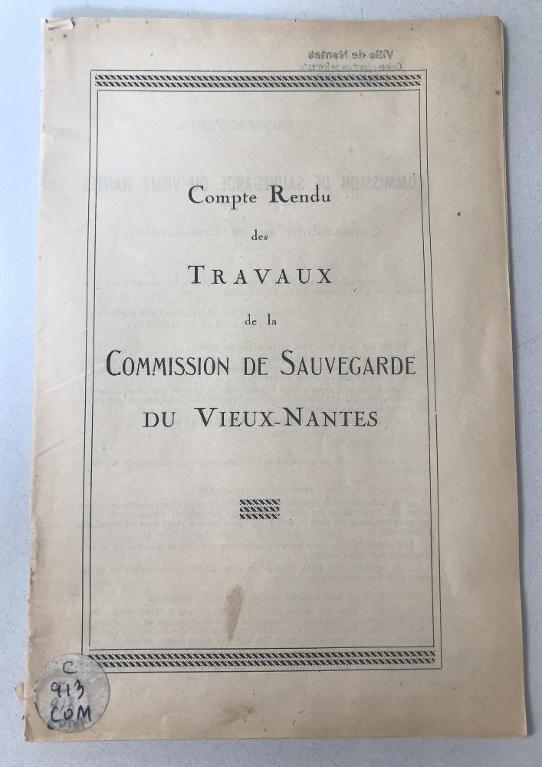 Ville de Nantes
Compte Rendu
des
TRAVAUX
de la
COMMISSION DE SAUVEGARDE
DU VIEUX-NANTES
C
913
COM